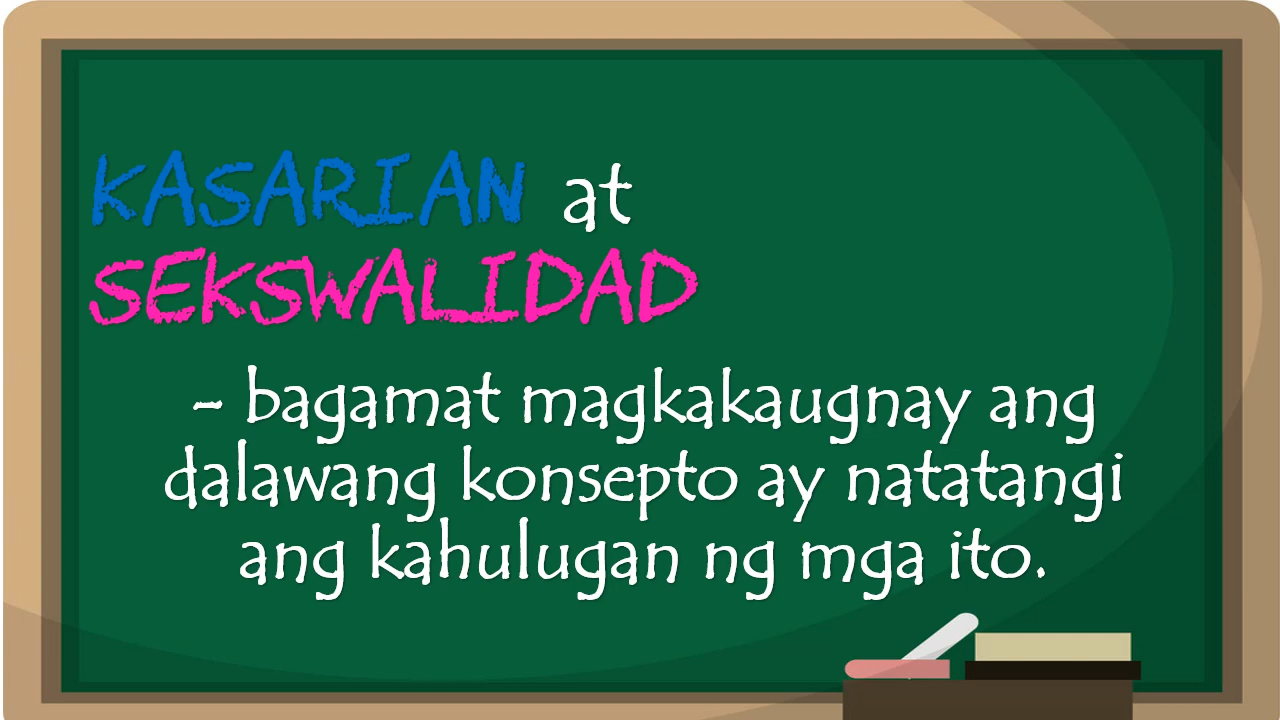 KASARIAN at
SEKSWALIDAD
- bagamat magkakaugnay ang
dalawang konsepto ay natatangi
ang kahulugan ng mga ito.